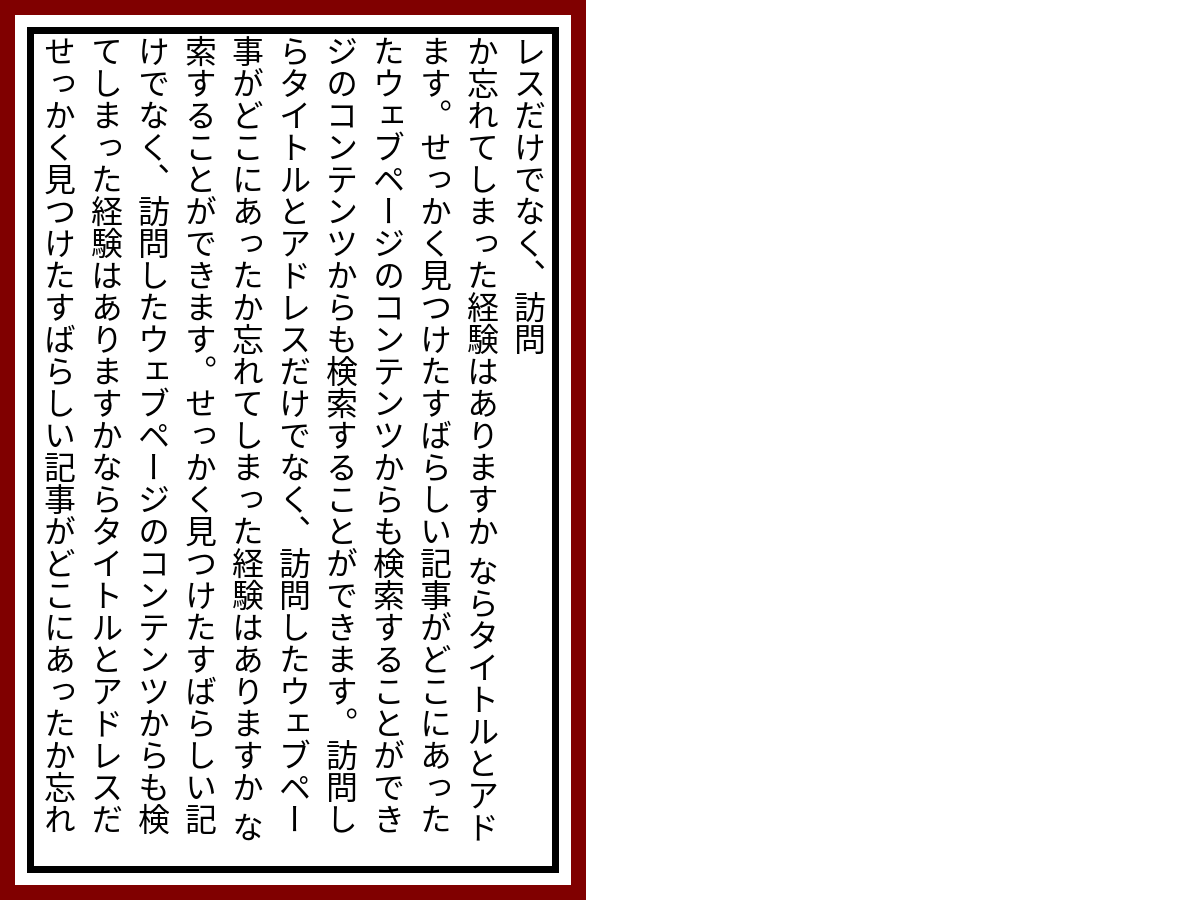 せっかく見つけたすばらしい記事がどこにあったか忘れ
てしまった経験はありますかならタイトルとアドレスだ
けでなく、訪問したウェブページのコンテンツからも検
索することができます。せっかく見つけたすばらしい記
事がどこにあったか忘れてしまった経験はありますか な
らタイトルとアドレスだけでなく、訪問したウェブペー
ジのコンテンツからも検索することができます。訪問し
たウェブページのコンテンツからも検索することができ
ます。せっかく見つけたすばらしい記事がどこにあった
か忘れてしまった経験はありますか ならタイトルとアド
レスだけでなく、訪問